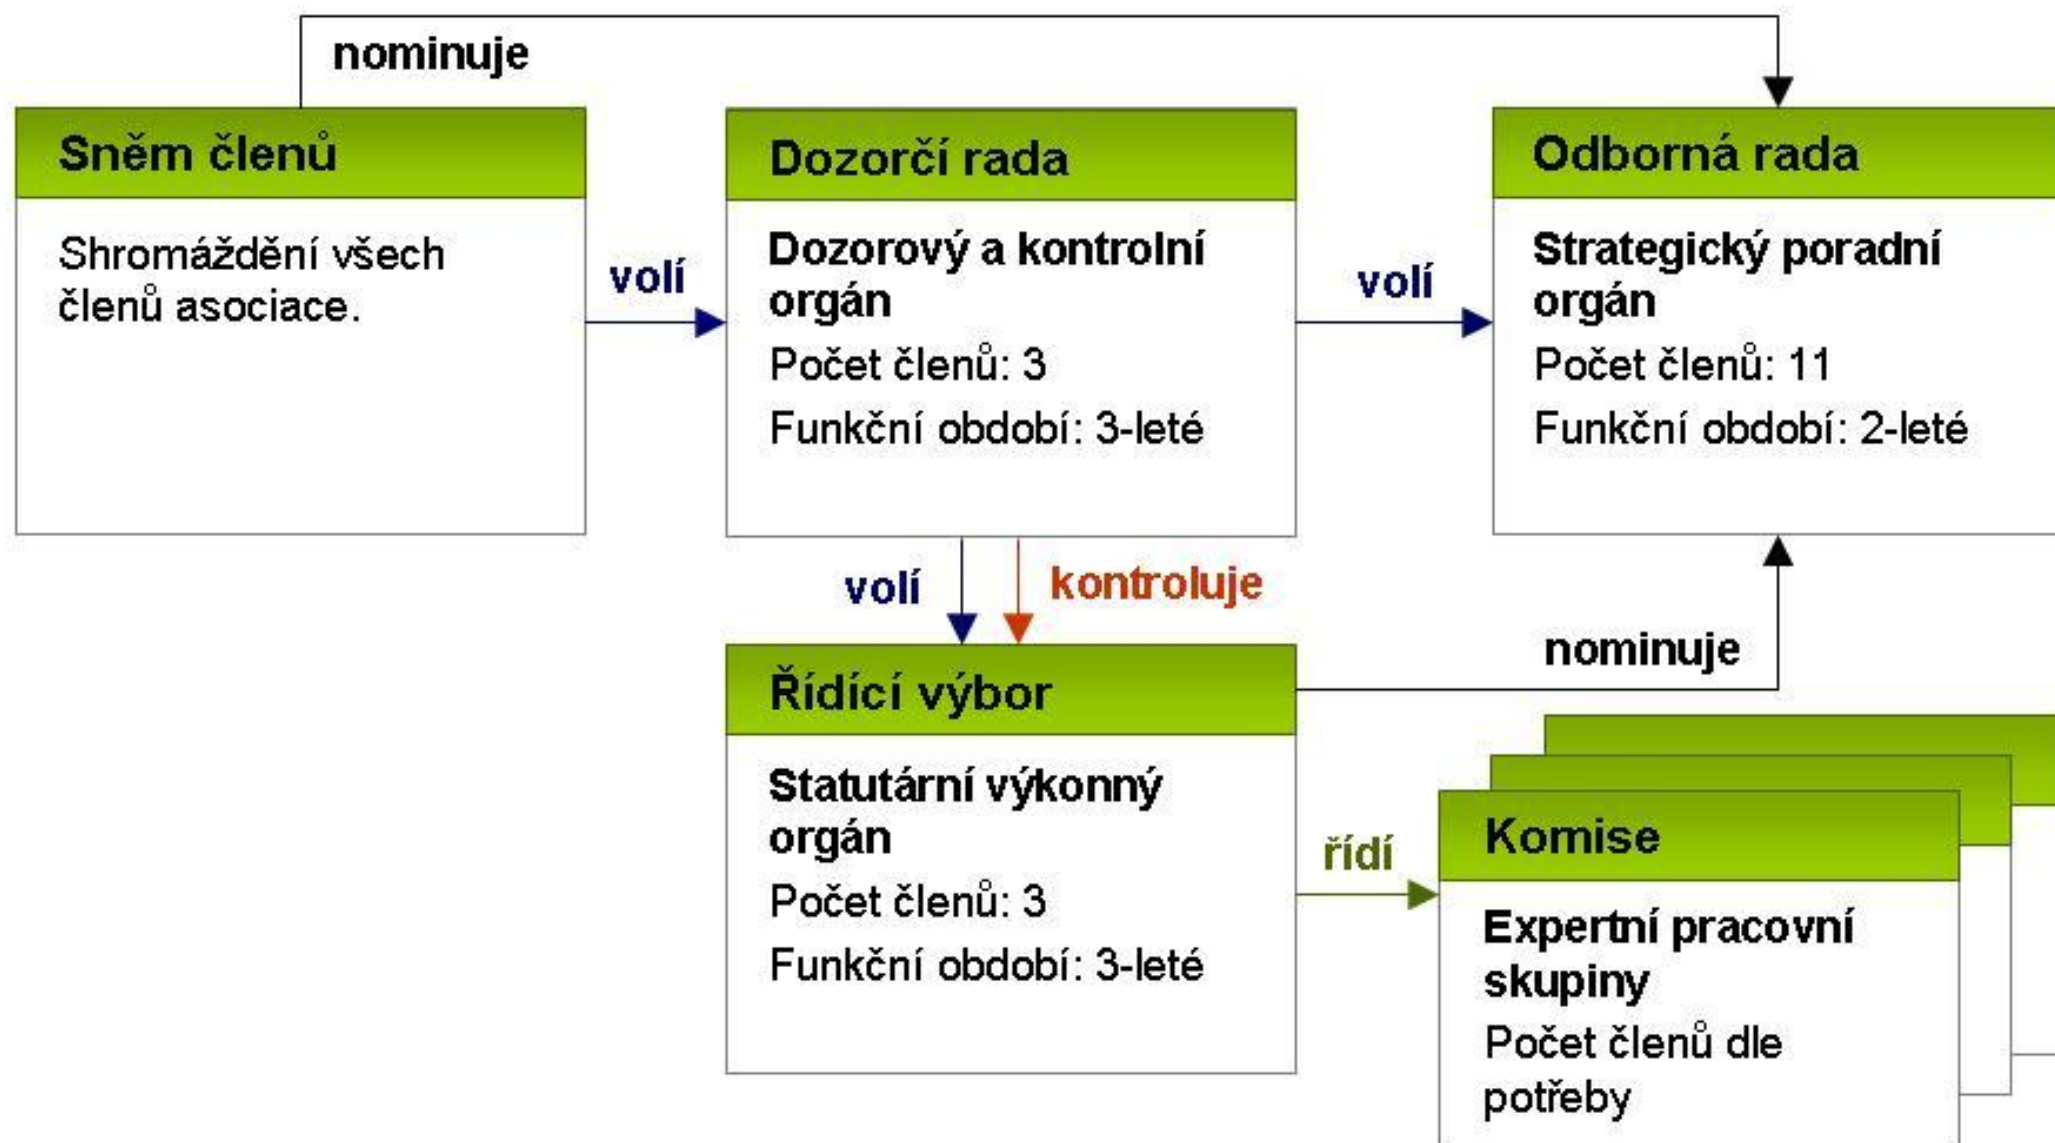 nominuje
Sněm členů
Shromáždění všech
členů asociace.
volí
Dozorčí rada
Dozorový a kontrolní
orgán
Počet členů: 3
Funkční období: 3-leté
volí
Odborná rada
Strategický poradní
orgán
Počet členů: 11
Funkční období: 2-leté
volí
kontroluje
nominuje
Řídící výbor
Statutární výkonný
orgán
Počet členů: 3
Funkční období: 3-leté
řídí
Komise
Expertní pracovní
skupiny
Počet členů dle
potřeby